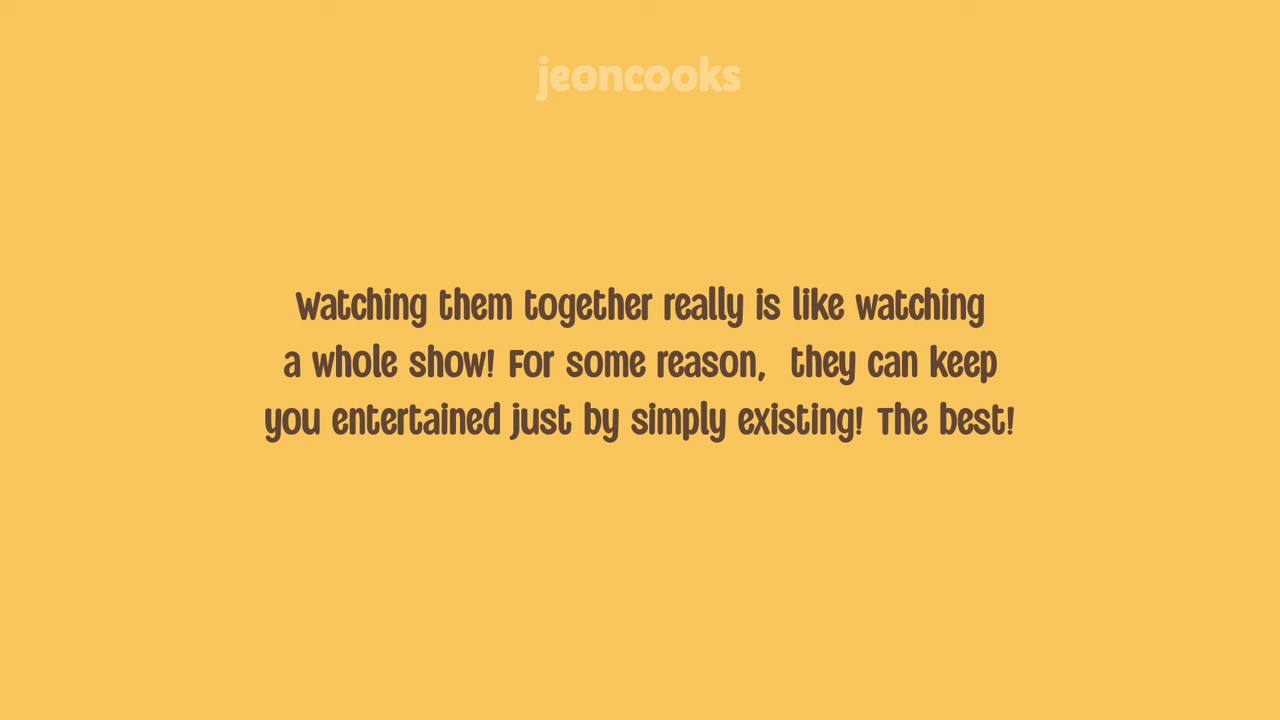 jeoncooks
Watching them together really is like watching
a whole show! For some reason,  they can keep
you entertained just by simply existing! The best!